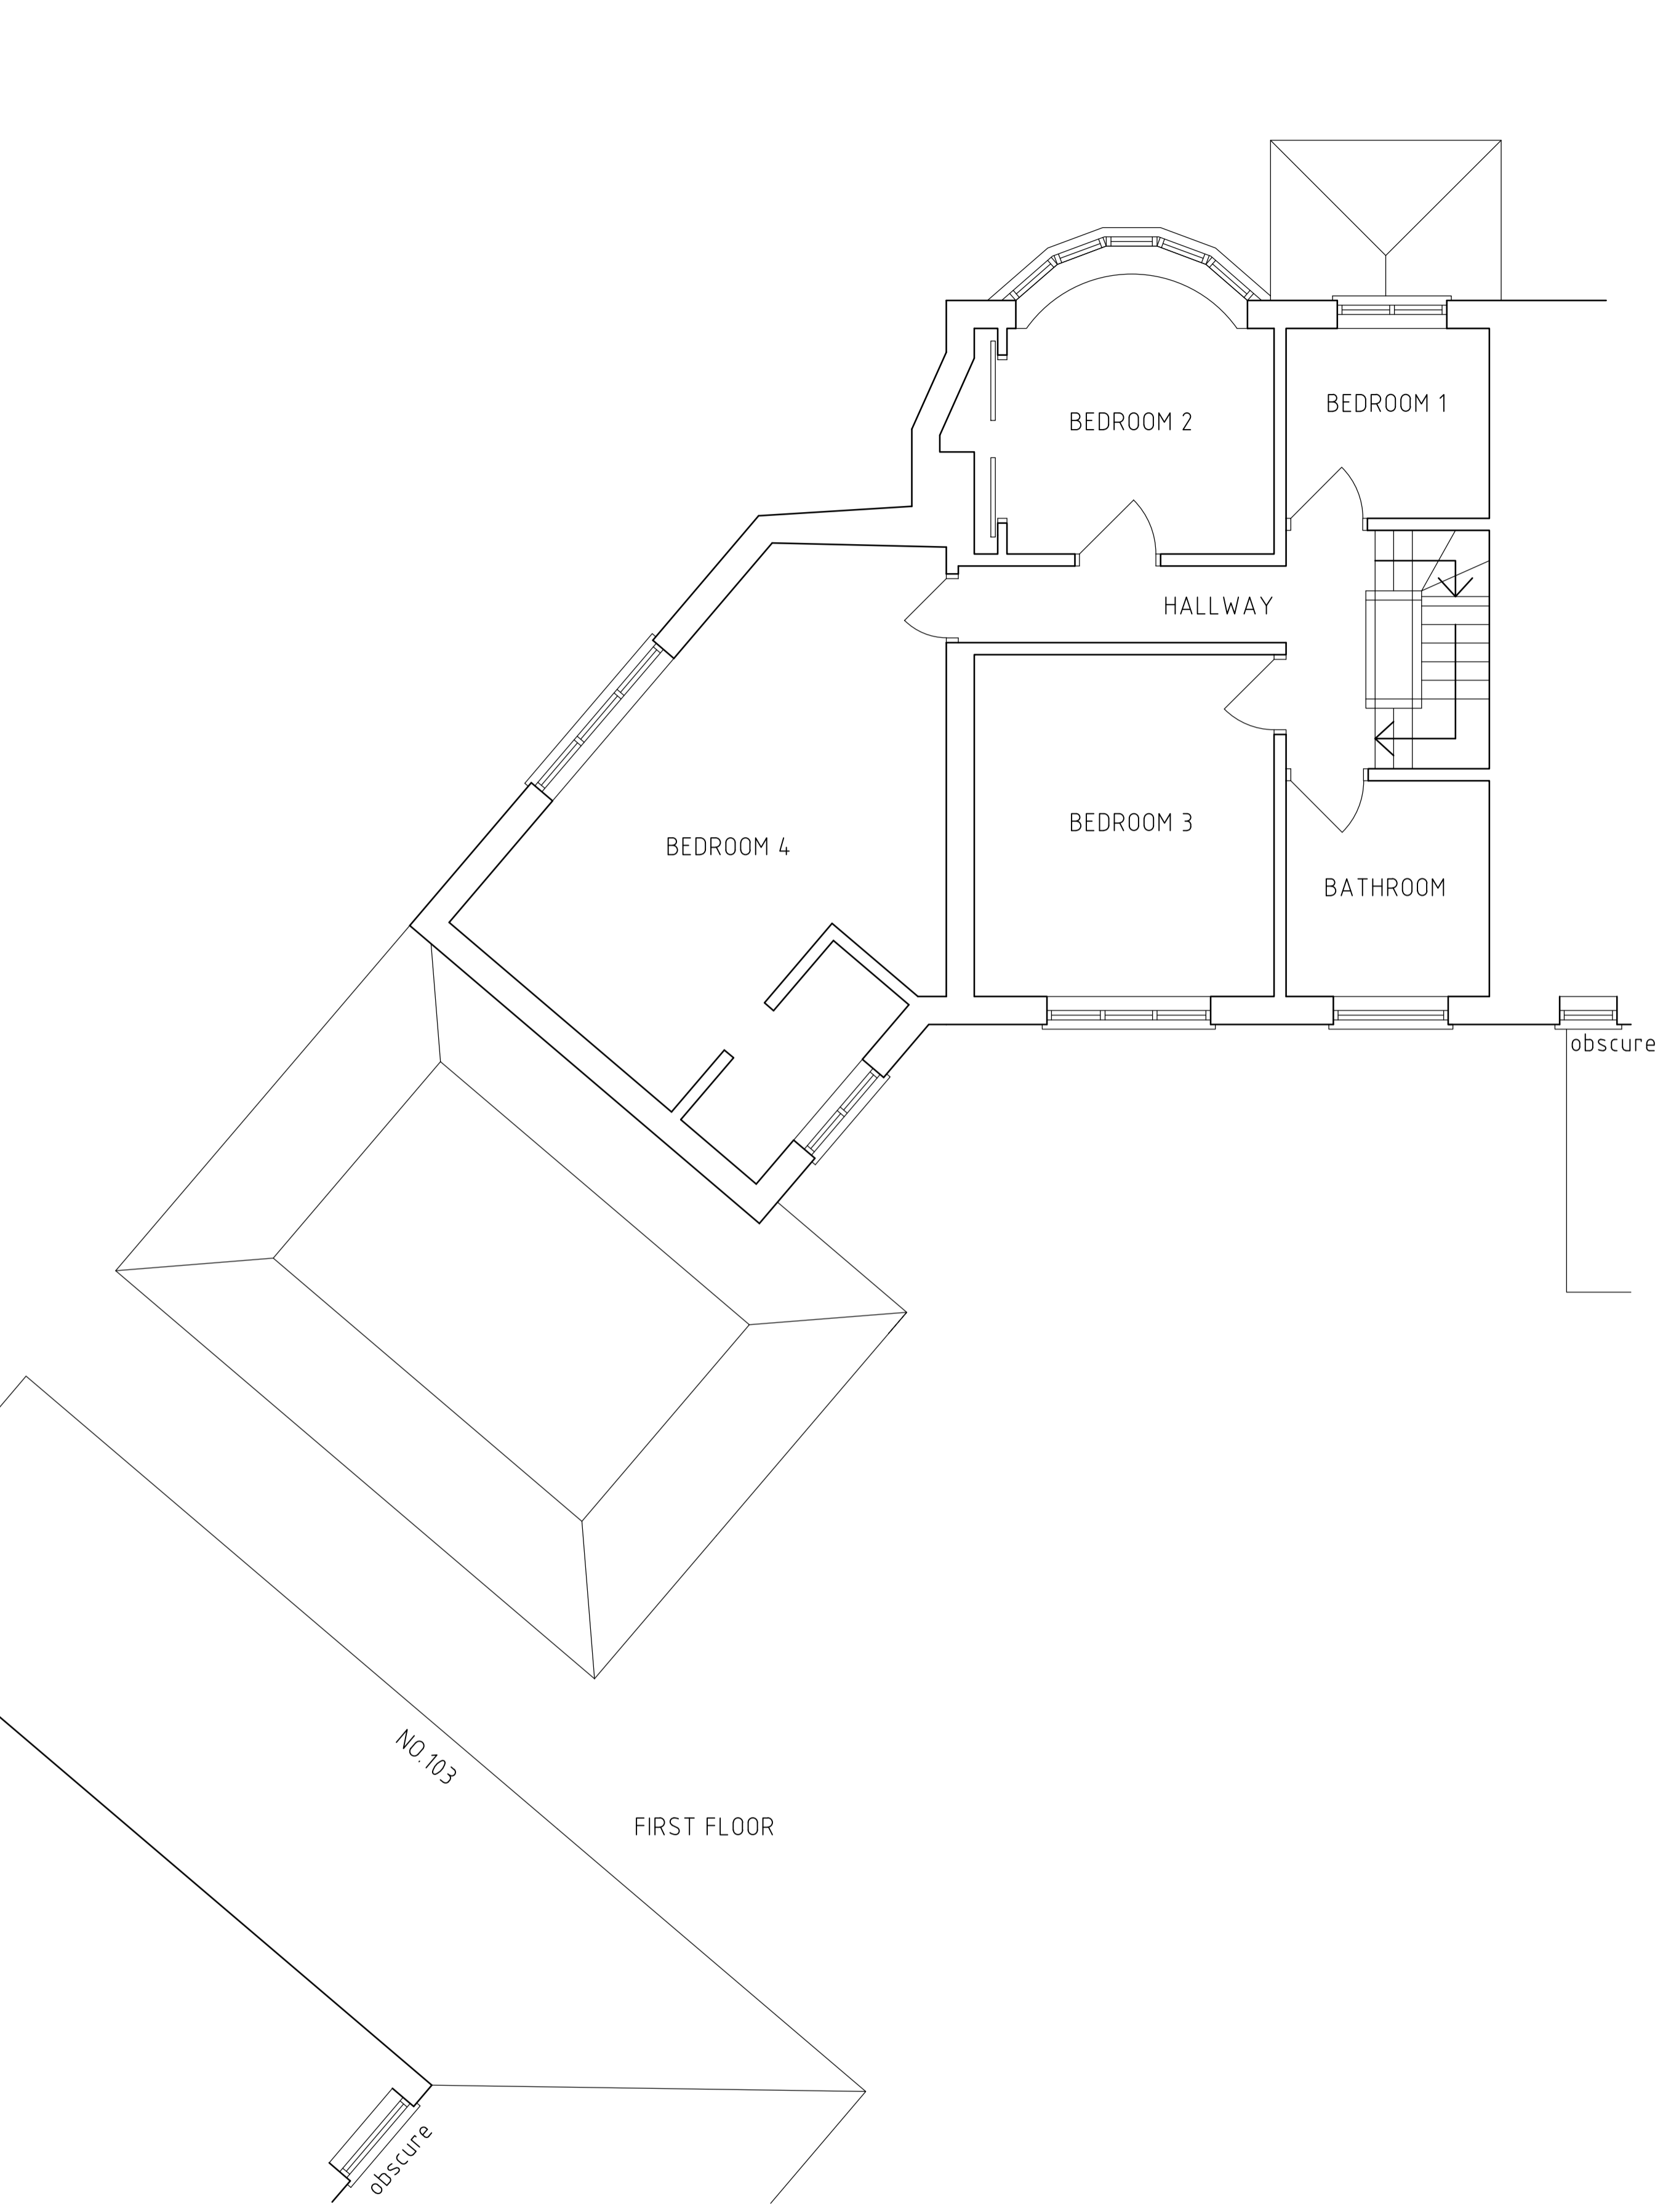 BEDROOM 1
BEDROOM 2
HALLWAY
BEDROOM 3
BEDROOM 4
BATHROOM
obscure
NO.103
FIRST FLOOR
obscure